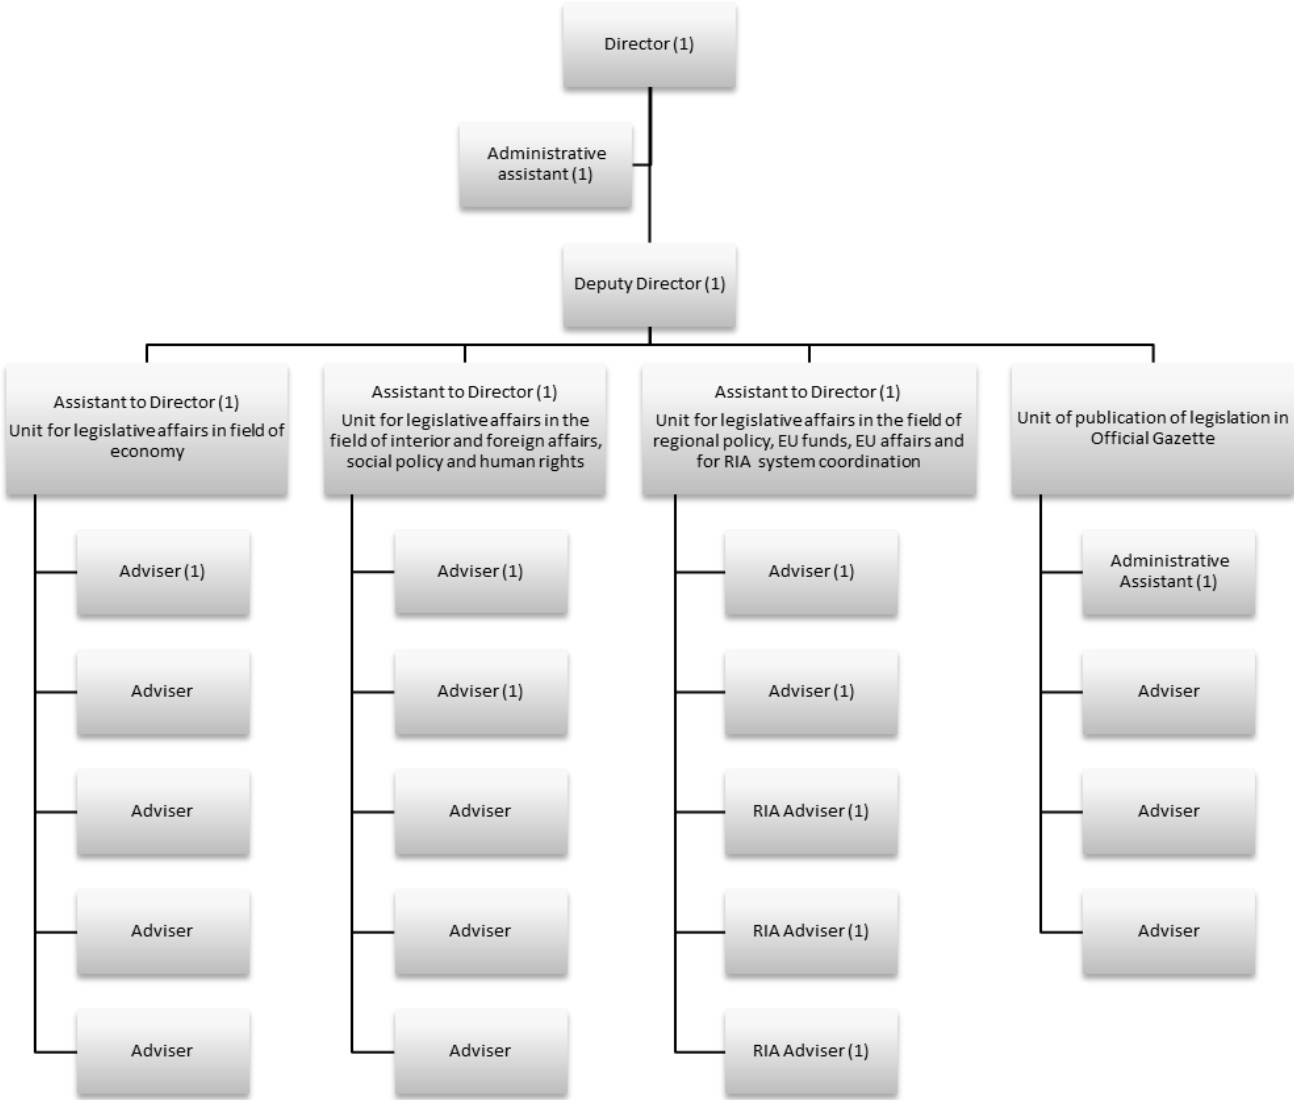 Director (1)
Administrative
assistant (1)
Deputy Director (1)
Assistant to Director (1)
Unit for legislative affairs in field of
economy
Adviser (1)
Adviser
Adviser
Adviser
Adviser
Assistant to Director (1)
Unit for legislative affairs in the
field of interior and foreign affairs,
social policy and human rights
Adviser (1)
Adviser (1)
Adviser
Adviser
Adviser
Assistant to Director (1)
Unit for legislative affairs in the field of
regional policy, EU funds, EU affairs and
for RIA system coordination
Adviser (1)
Adviser (1)
RIA Adviser (1)
RIA Adviser (1)
RIA Adviser (1)
Unit of publication of legislation in
Official Gazette
Administrative
Assistant (1)
Adviser
Adviser
Adviser